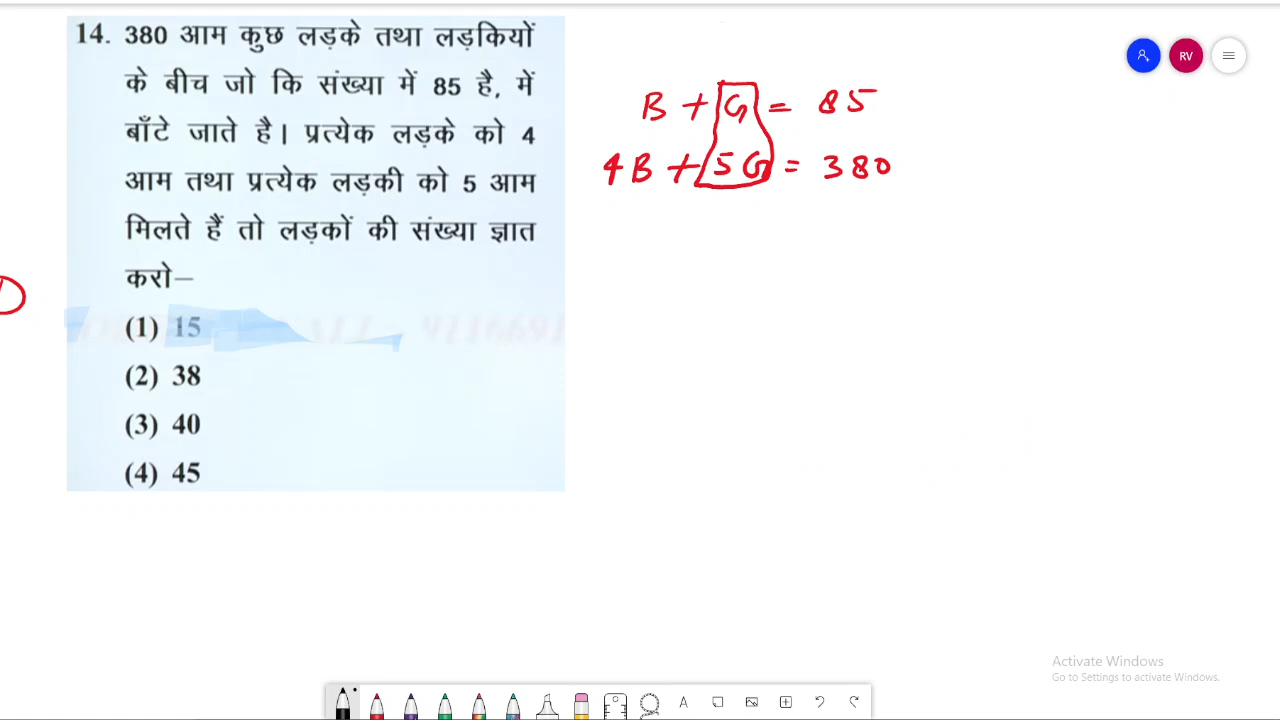 14. 380 आम कुछ लड़के तथा लड़कियों
के बीच जो कि संख्या में 85 है, में
बाँटे जाते है। प्रत्येक लड़के को 4
आम तथा प्रत्येक लड़की को 5 आम
मिलते हैं तो लड़कों की संख्या ज्ञात
करो–
(1) 15
(2) 38
(3) 40
(4) 45
B + G = 85
4B + 5G = 380
RV
A
Activate Windows
Go to Settings to activate Windows.